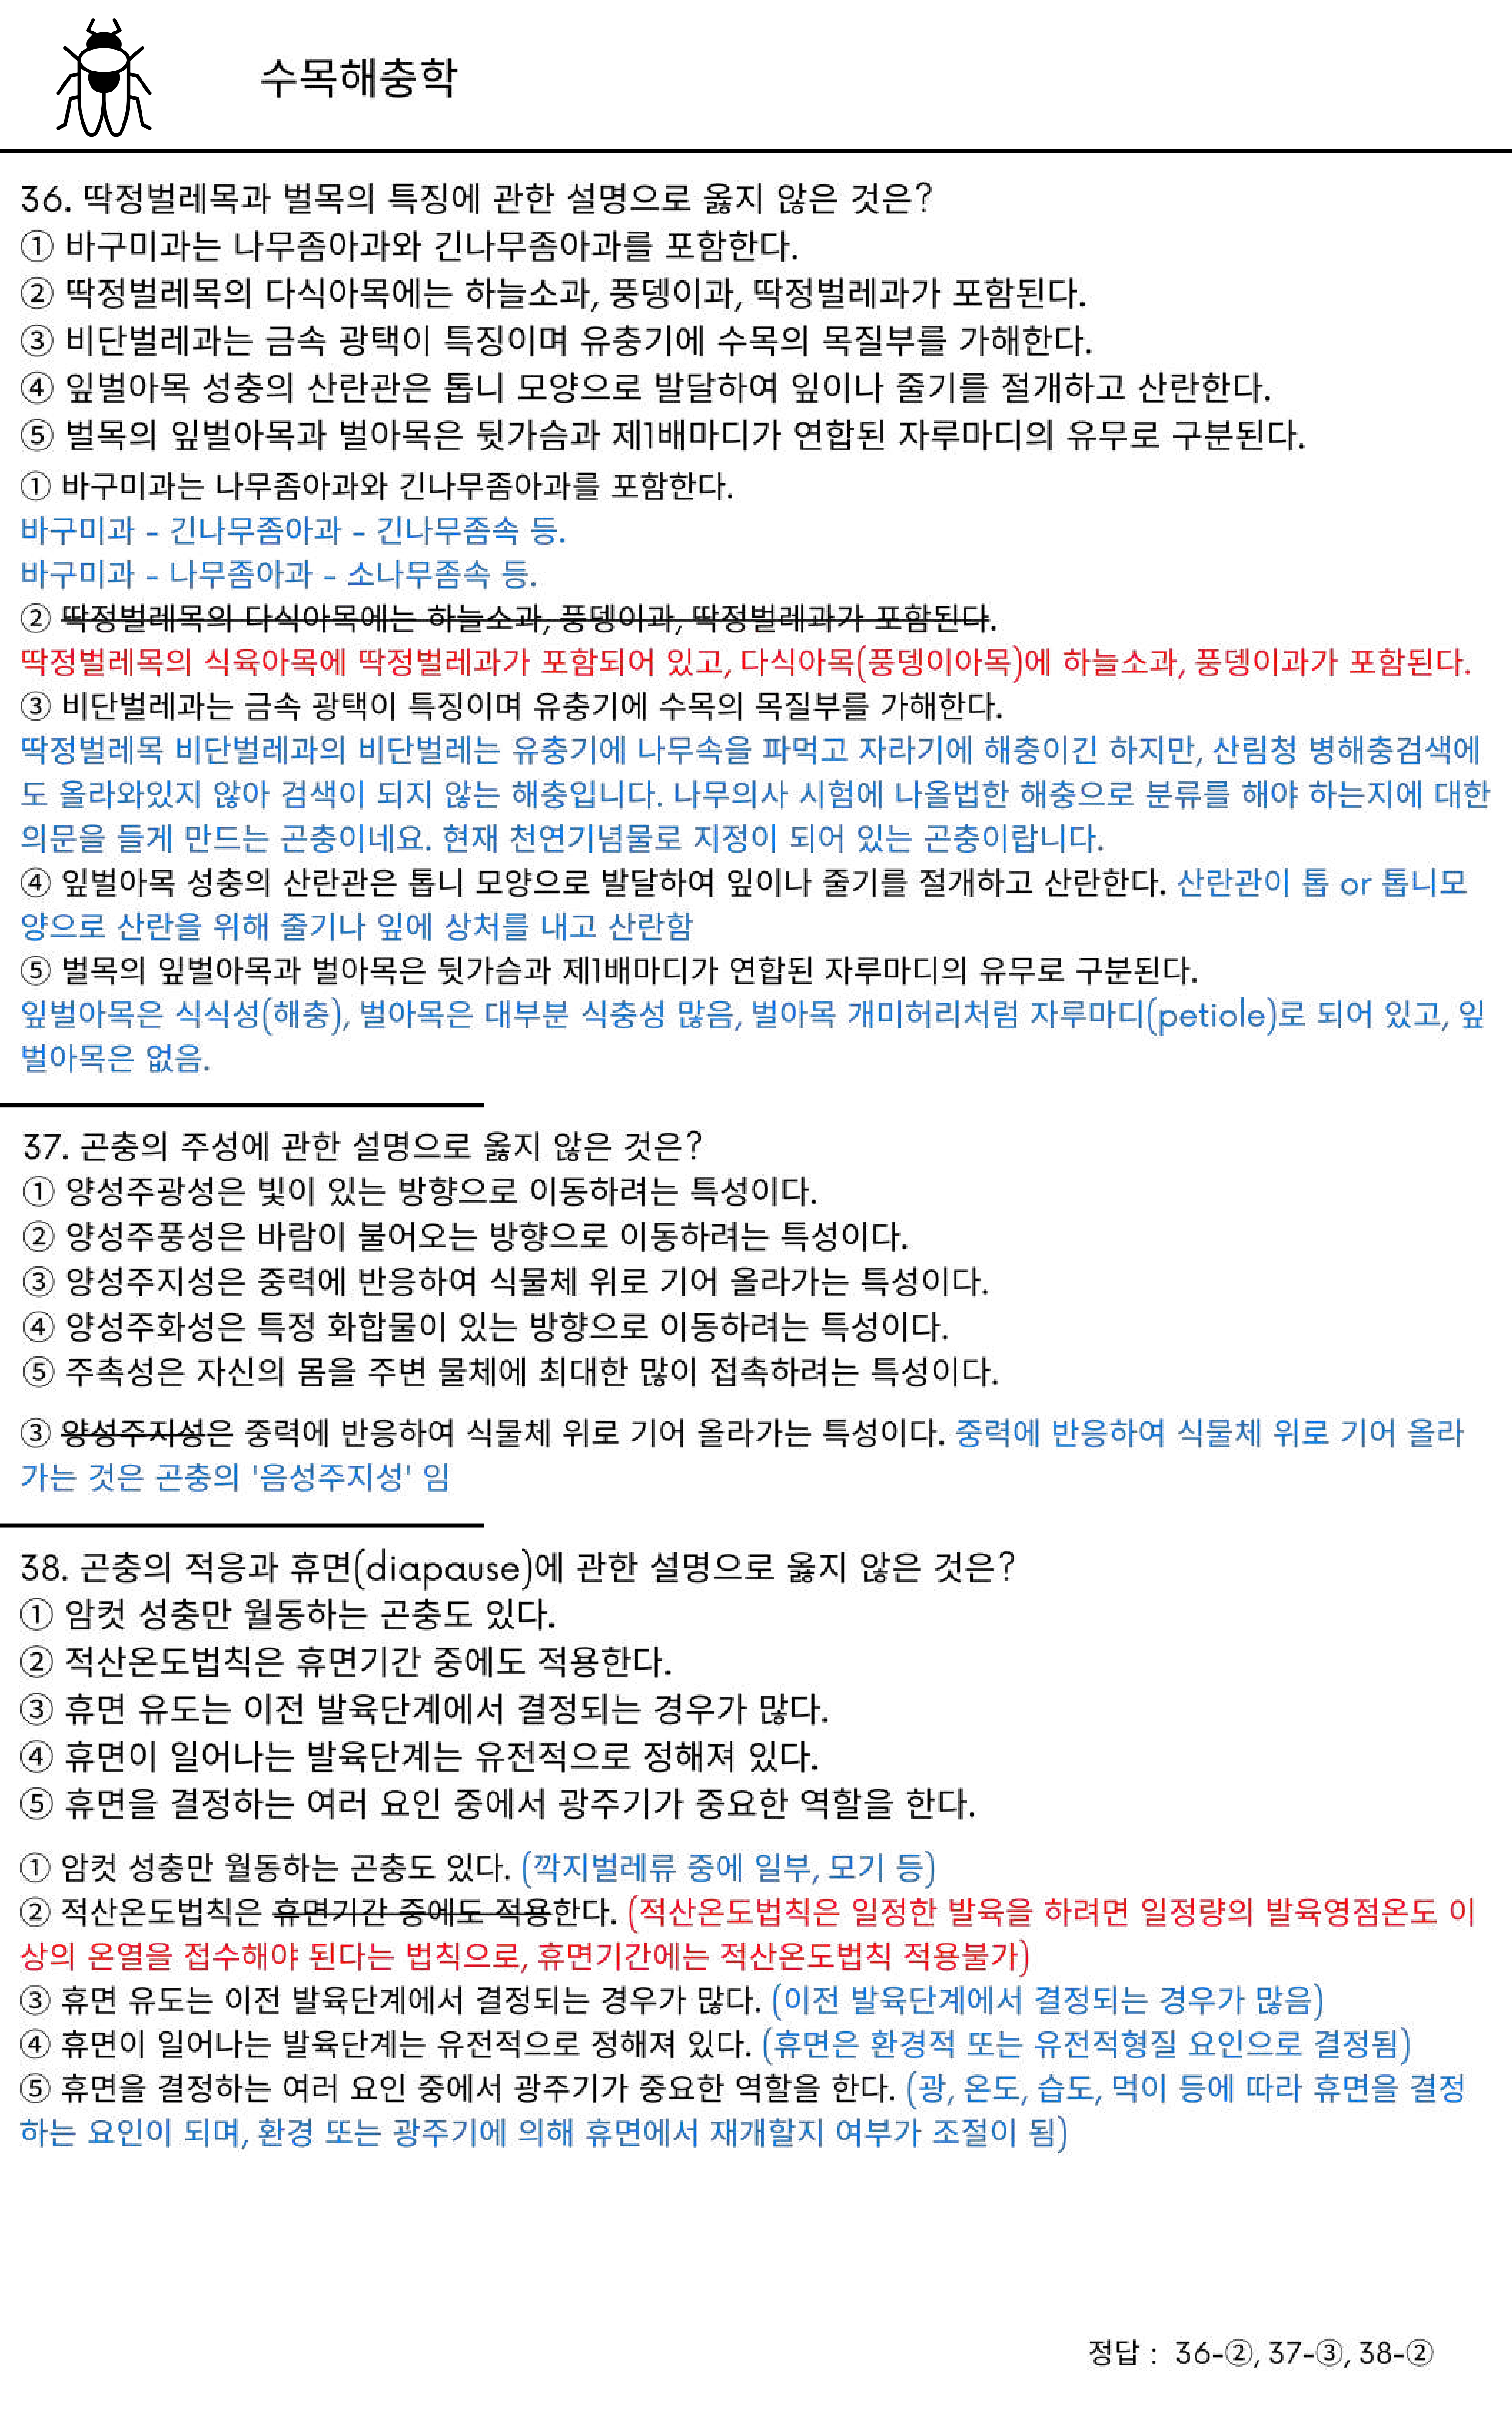 수목해충학
36. 딱정벌레목과 벌목의 특징에 관한 설명으로 옳지 않은 것은?
① 바구미과는 나무좀아과와 긴나무좀아과를 포함한다.
② 딱정벌레목의 다식아목에는 하늘소과, 풍뎅이과, 딱정벌레과가 포함된다.
③ 비단벌레과는 금속 광택이 특징이며 유충기에 수목의 목질부를 가해한다.
④ 잎벌아목 성충의 산란관은 톱니 모양으로 발달하여 잎이나 줄기를 절개하고 산란한다.
⑤ 벌목의 잎벌아목과 벌아목은 뒷가슴과 제1배마디가 연합된 자루마디의 유무로 구분된다.
① 바구미과는 나무좀아과와 긴나무좀아과를 포함한다.
바구미과 - 긴나무좀아과 - 긴나무좀속 등.
바구미과 - 나무좀아과 - 소나무좀속 등.
② 딱정벌레목의 다식아목에는 하늘소과, 풍뎅이과, 딱정벌레과가 포함된다.
딱정벌레목의 식육아목에 딱정벌레과가 포함되어 있고, 다식아목(풍뎅이아목)에 하늘소과, 풍뎅이과가 포함된다.
③ 비단벌레과는 금속 광택이 특징이며 유충기에 수목의 목질부를 가해한다.
딱정벌레목 비단벌레과의 비단벌레는 유충기에 나무속을 파먹고 자라기에 해충이긴 하지만, 산림청 병해충검색에
도 올라와있지 않아 검색이 되지 않는 해충입니다. 나무의사 시험에 나올법한 해충으로 분류를 해야 하는지에 대한
의문을 들게 만드는 곤충이네요. 현재 천연기념물로 지정이 되어 있는 곤충이랍니다.
④ 잎벌아목 성충의 산란관은 톱니 모양으로 발달하여 잎이나 줄기를 절개하고 산란한다. 산란관이 톱 or 톱니모
양으로 산란을 위해 줄기나 잎에 상처를 내고 산란함
⑤ 벌목의 잎벌아목과 벌아목은 뒷가슴과 제1배마디가 연합된 자루마디의 유무로 구분된다.
잎벌아목은 식식성(해충), 벌아목은 대부분 식충성 많음, 벌아목 개미허리처럼 자루마디(petiole)로 되어 있고, 잎
벌아목은 없음.
37. 곤충의 주성에 관한 설명으로 옳지 않은 것은?
① 양성주광성은 빛이 있는 방향으로 이동하려는 특성이다.
② 양성주풍성은 바람이 불어오는 방향으로 이동하려는 특성이다.
③ 양성주지성은 중력에 반응하여 식물체 위로 기어 올라가는 특성이다.
④ 양성주화성은 특정 화합물이 있는 방향으로 이동하려는 특성이다.
⑤ 주촉성은 자신의 몸을 주변 물체에 최대한 많이 접촉하려는 특성이다.
③ 양성주지성은 중력에 반응하여 식물체 위로 기어 올라가는 특성이다. 중력에 반응하여 식물체 위로 기어 올라
가는 것은 곤충의 '음성주지성' 임
38. 곤충의 적응과 휴면(diapause)에 관한 설명으로 옳지 않은 것은?
① 암컷 성충만 월동하는 곤충도 있다.
② 적산온도법칙은 휴면기간 중에도 적용한다.
③ 휴면 유도는 이전 발육단계에서 결정되는 경우가 많다.
④ 휴면이 일어나는 발육단계는 유전적으로 정해져 있다.
⑤ 휴면을 결정하는 여러 요인 중에서 광주기가 중요한 역할을 한다.
① 암컷 성충만 월동하는 곤충도 있다. (깍지벌레류 중에 일부, 모기 등)
② 적산온도법칙은 휴면기간 중에도 적용한다. (적산온도법칙은 일정한 발육을 하려면 일정량의 발육영점온도 이
상의 온열을 접수해야 된다는 법칙으로, 휴면기간에는 적산온도법칙 적용불가)
③ 휴면 유도는 이전 발육단계에서 결정되는 경우가 많다. (이전 발육단계에서 결정되는 경우가 많음)
④ 휴면이 일어나는 발육단계는 유전적으로 정해져 있다. (휴면은 환경적 또는 유전적형질 요인으로 결정됨)
⑤ 휴면을 결정하는 여러 요인 중에서 광주기가 중요한 역할을 한다. (광, 온도, 습도, 먹이 등에 따라 휴면을 결정
하는 요인이 되며, 환경 또는 광주기에 의해 휴면에서 재개할지 여부가 조절이 됨)
정답 : 36-②, 37-③, 38-②